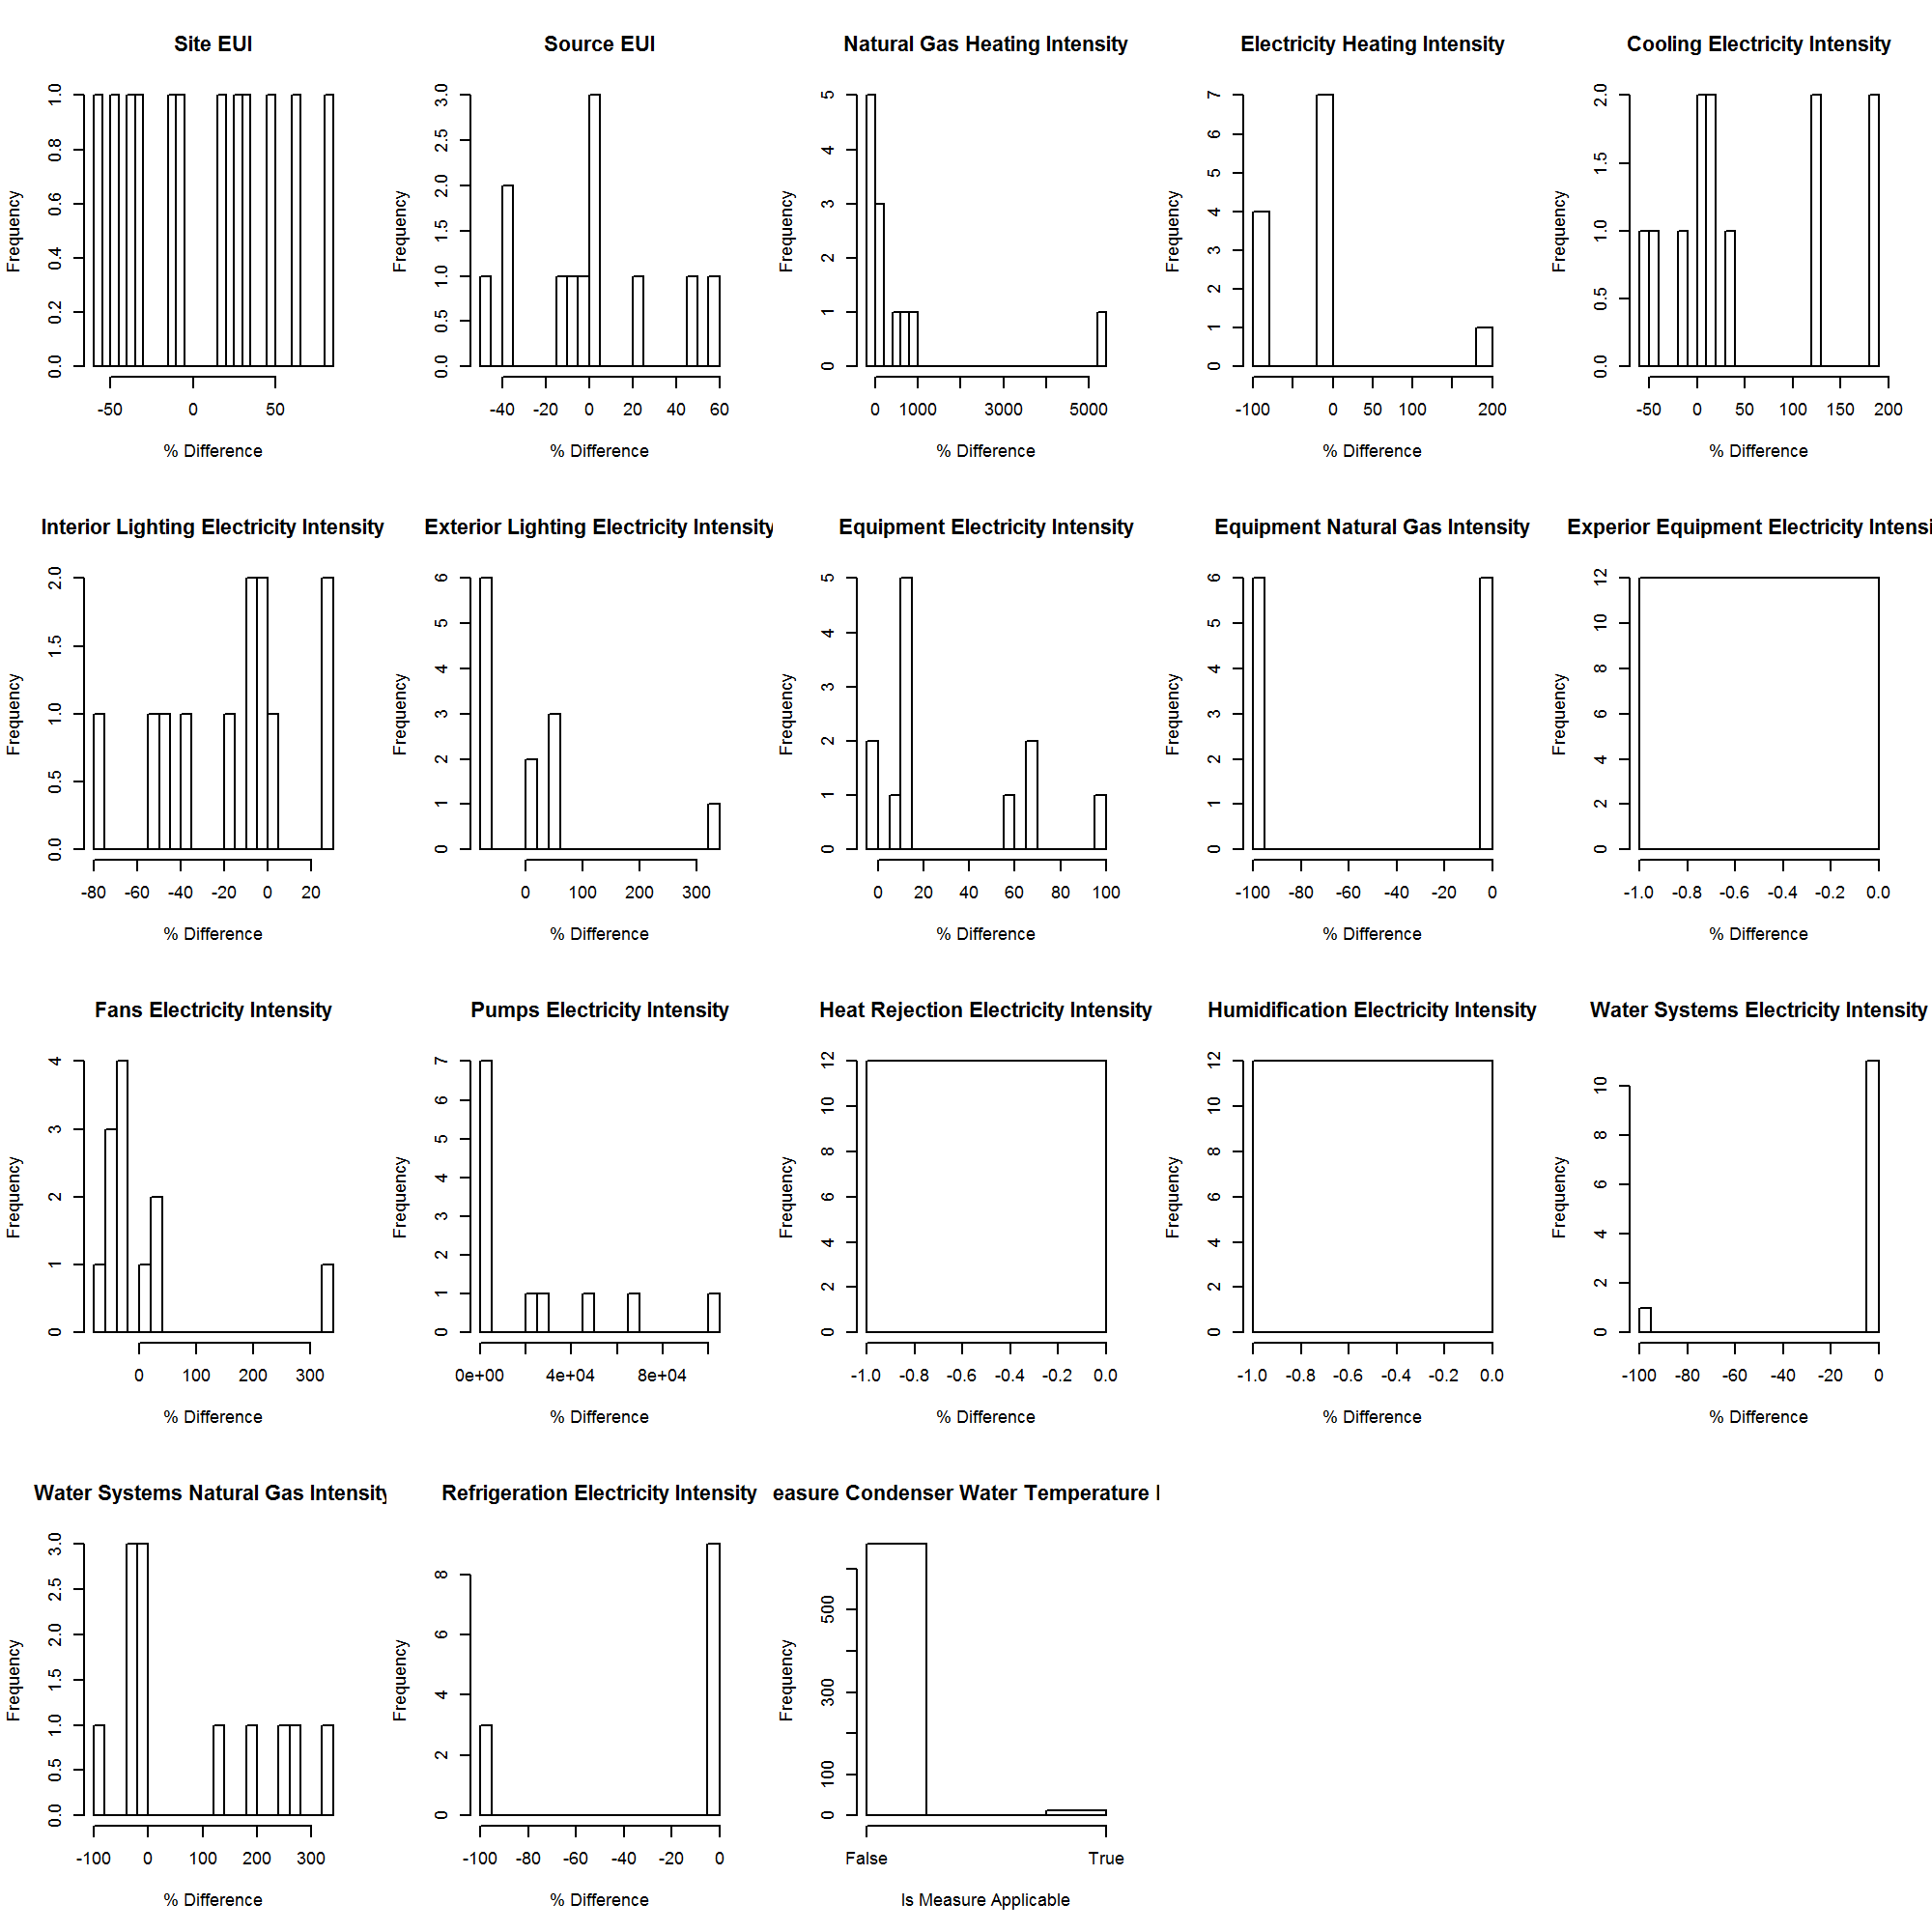 Site EUI
Frequency
0.0 0.2 0.4 0.6 0.8 1.0
-50 0 50
% Difference
Source EUI
Frequency
0.0 0.5 1.0 1.5 2.0 2.5 3.0
-40 -20 0 20 40 60
% Difference
Natural Gas Heating Intensity
Frequency
0 1 2 3 4 5
0 1000 3000 5000
% Difference
Electricity Heating Intensity
Frequency
0 1 2 3 4 5 6 7
-100 0 50 100 200
% Difference
Cooling Electricity Intensity
Frequency
0.0 0.5 1.0 1.5 2.0
-50 0 50 100 150 200
% Difference
Interior Lighting Electricity Intensity
Frequency
0.0 0.5 1.0 1.5 2.0
-80 -60 -40 -20 0 20
% Difference
Exterior Lighting Electricity Intensity
Frequency
0 1 2 3 4 5 6
0 100 200 300
% Difference
Equipment Electricity Intensity
Frequency
0 1 2 3 4 5
0 20 40 60 80 100
% Difference
Equipment Natural Gas Intensity
Frequency
0 1 2 3 4 5 6
-100 -80 -60 -40 -20 0
% Difference
Experior Equipment Electricity Intensi
Frequency
0 2 4 6 8 10 12
-1.0 -0.8 -0.6 -0.4 -0.2 0.0
% Difference
Fans Electricity Intensity
Frequency
0 1 2 3 4
0 100 200 300
% Difference
Pumps Electricity Intensity
Frequency
0 1 2 3 4 5 6 7
0e+00 4e+04 8e+04
% Difference
Heat Rejection Electricity Intensity
Frequency
0 2 4 6 8 10 12
-1.0 -0.8 -0.6 -0.4 -0.2 0.0
% Difference
Humidification Electricity Intensity
Frequency
0 2 4 6 8 10 12
-1.0 -0.8 -0.6 -0.4 -0.2 0.0
% Difference
Water Systems Electricity Intensity
Frequency
0 2 4 6 8 10
-100 -80 -60 -40 -20 0
% Difference
Water Systems Natural Gas Intensity
Frequency
0.0 0.5 1.0 1.5 2.0 2.5 3.0
-100 0 100 200 300
% Difference
Refrigeration Electricity Intensity
Frequency
0 2 4 6 8
-100 -80 -60 -40 -20 0
% Difference
easure Condenser Water Temperature
Frequency
0 100 300 500
False True
Is Measure Applicable